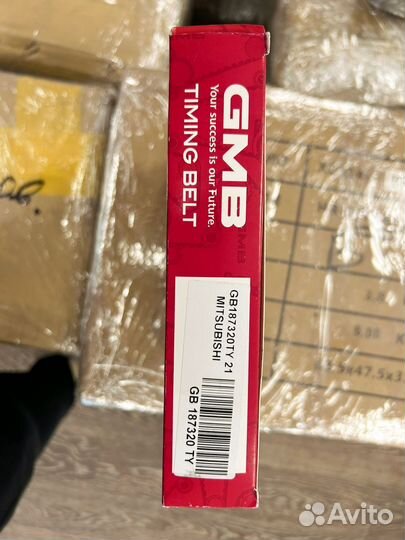 GMB
Your success is our Future.
TIMING BELT
GB187320TY 21
MITSUBISHI
GB 187320 TY
Avito